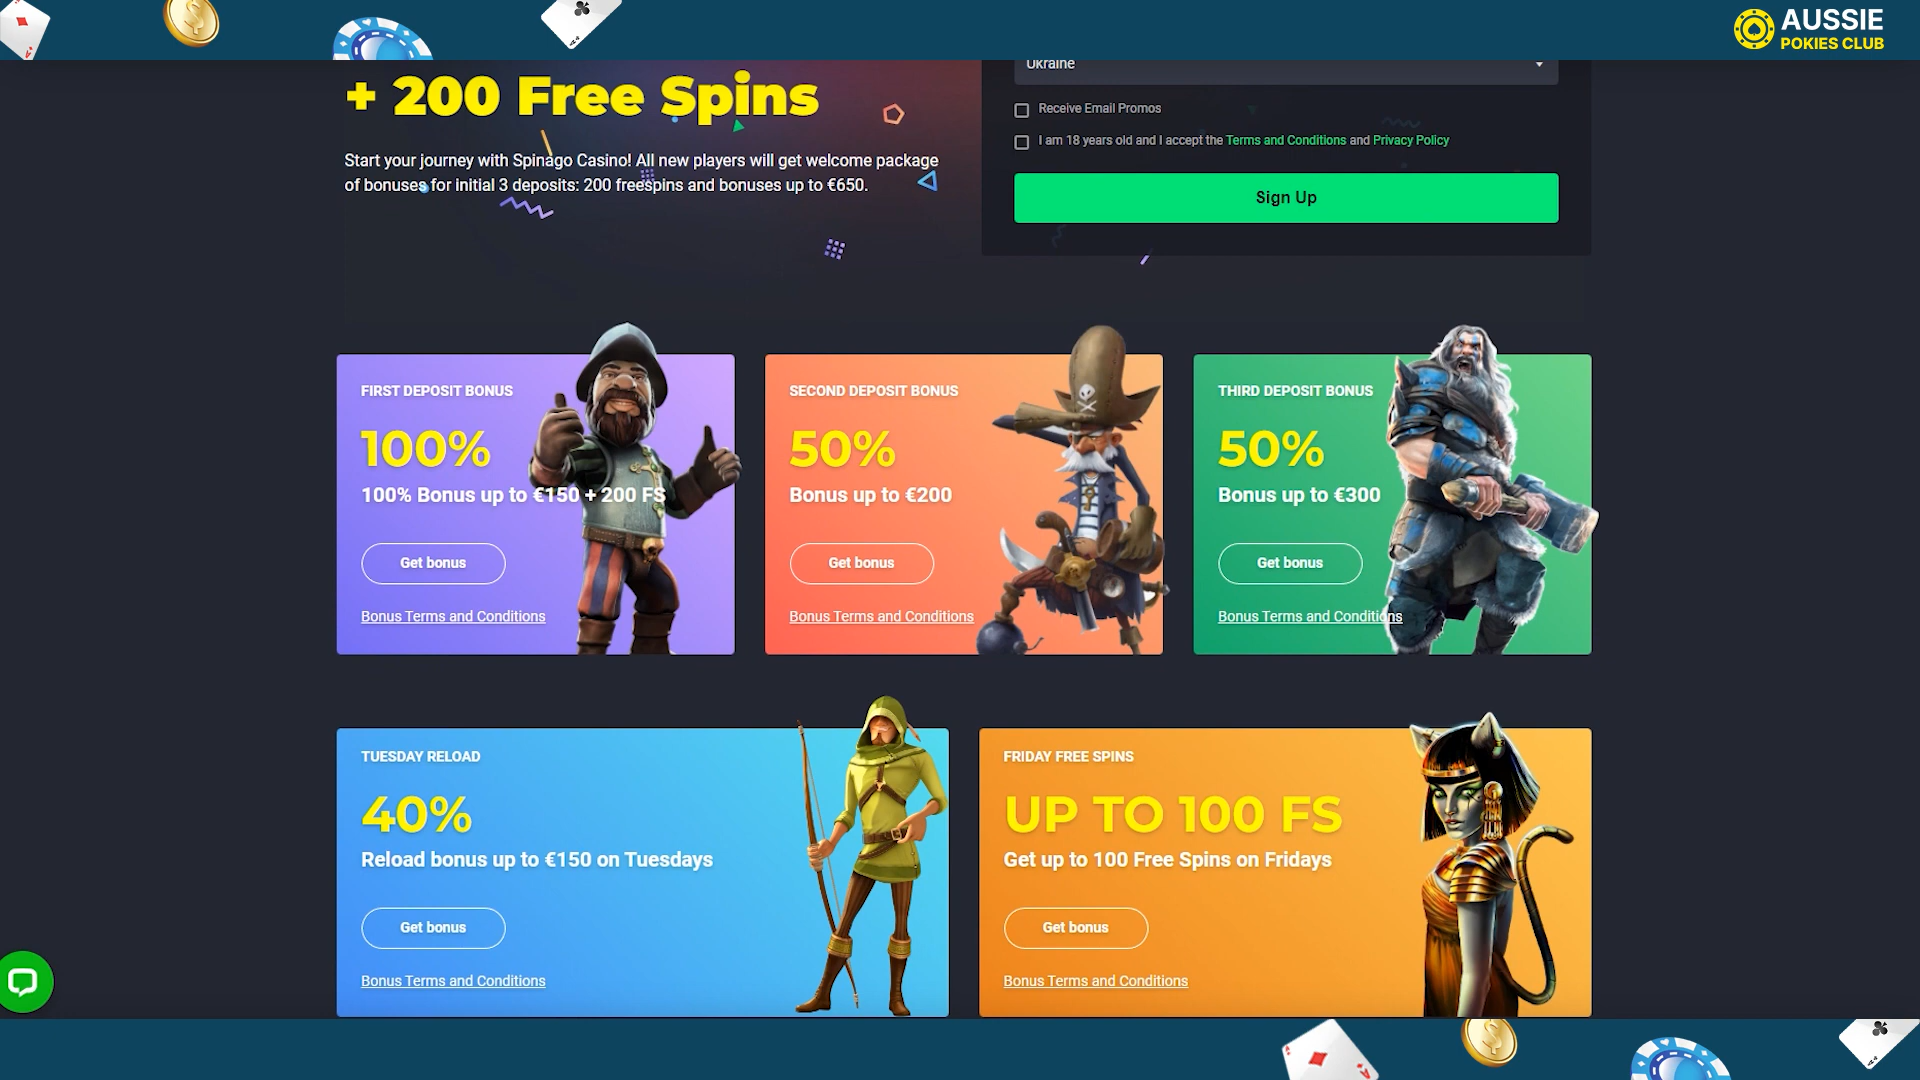 AUSSIE
POKIES CLUB
Ukraine
+ 200 Free Spins
Receive Email Promos
I am 18 years old and I accept the Terms and Conditions and Privacy Policy
Start your journey with Spinago Casino! All new players will get welcome package
of bonuses for initial 3 deposits: 200 freespins and bonuses up to €650.
Sign Up
FIRST DEPOSIT BONUS
100%
100% Bonus up to €150 + 200 FS
Get bonus
Bonus Terms and Conditions
SECOND DEPOSIT BONUS
50%
Bonus up to €200
Get bonus
Bonus Terms and Conditions
THIRD DEPOSIT BONUS
50%
Bonus up to €300
Get bonus
Bonus Terms and Conditions
TUESDAY RELOAD
40%
Reload bonus up to €150 on Tuesdays
Get bonus
Bonus Terms and Conditions
FRIDAY FREE SPINS
UP TO 100 FS
Get up to 100 Free Spins on Fridays
Get bonus
Bonus Terms and Conditions